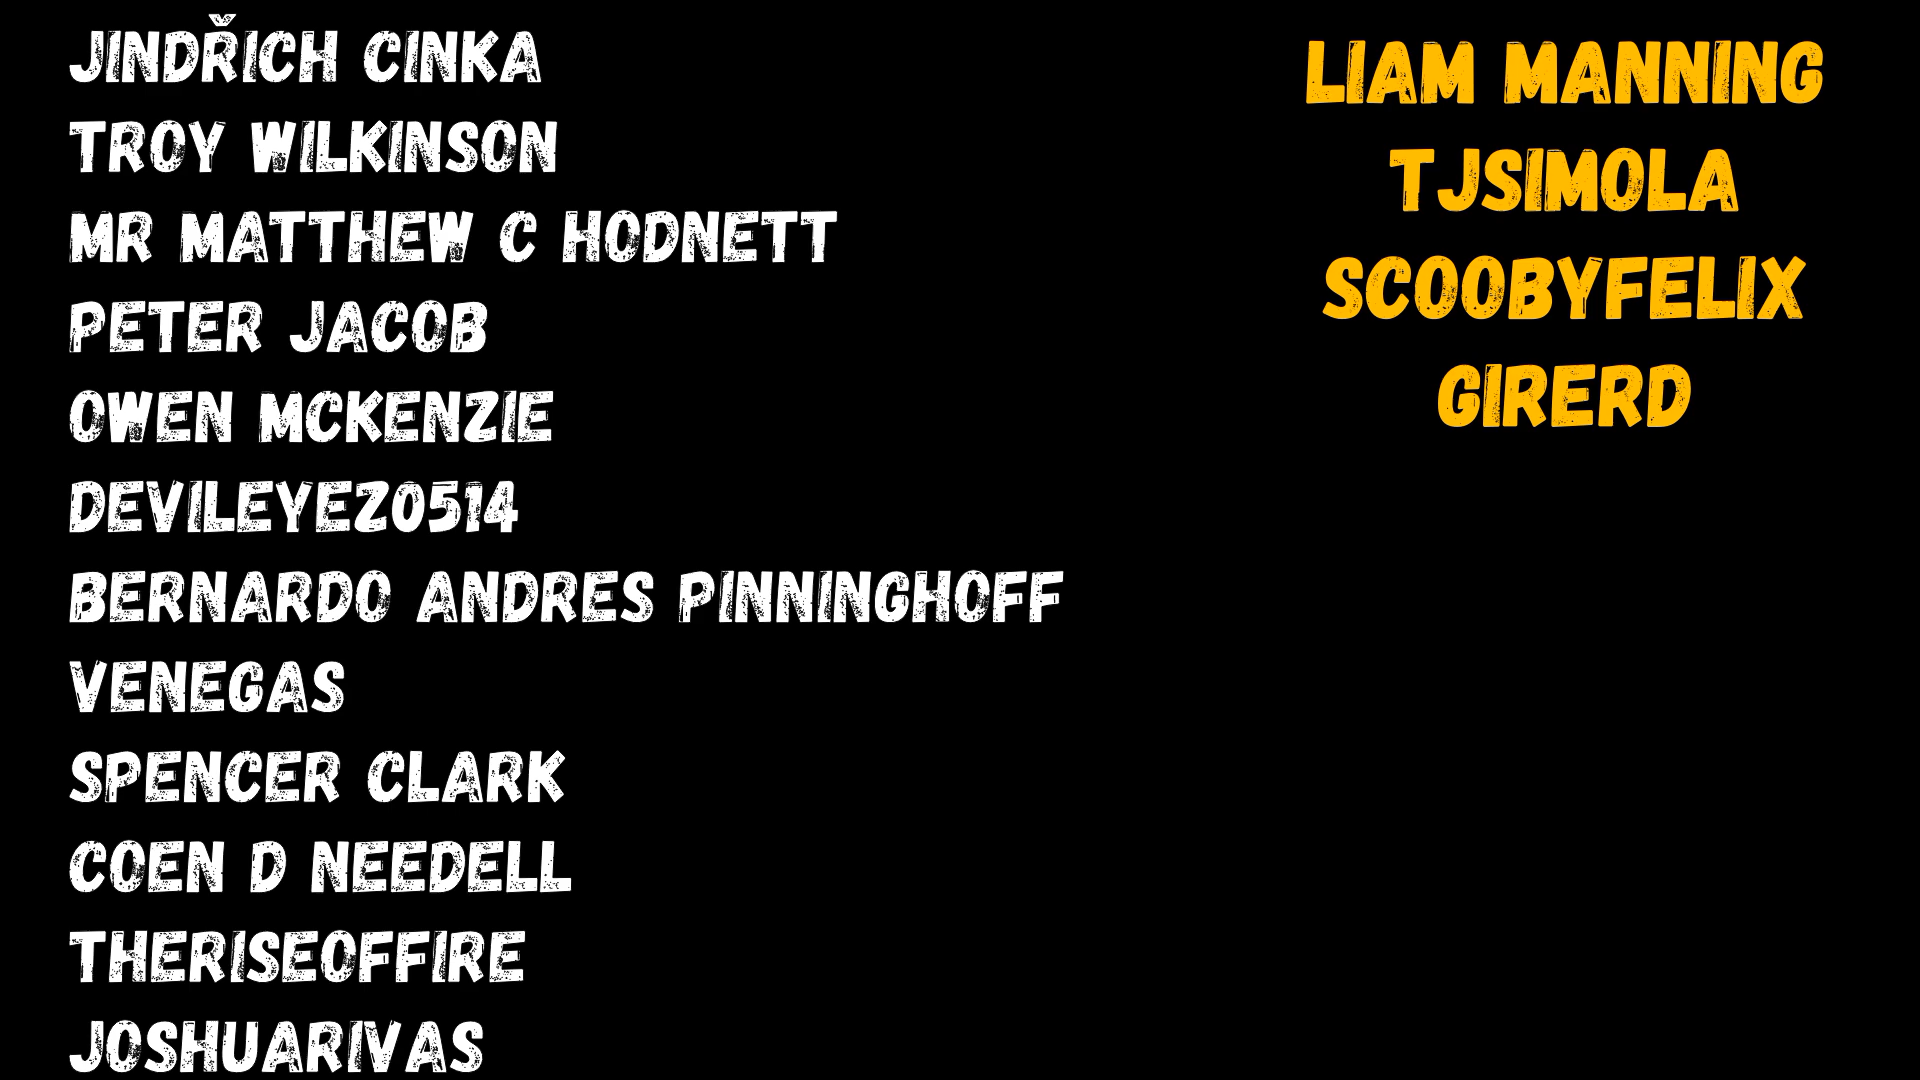 JINDŘICH CINKA
TROY WILKINSON
MR MATTHEW C HODNETT
PETER JACOB
OWEN MCKENZIE
DEVILEYEZ0514
BERNARDO ANDRES PINNINGHOFF
VENEGAS
SPENCER CLARK
COEN D NEEDELL
THERISEOFFIRE
JOSHUARIVAS
LIAM MANNING
TJSIMOLA
SCOOBYFELIX
GIRERD